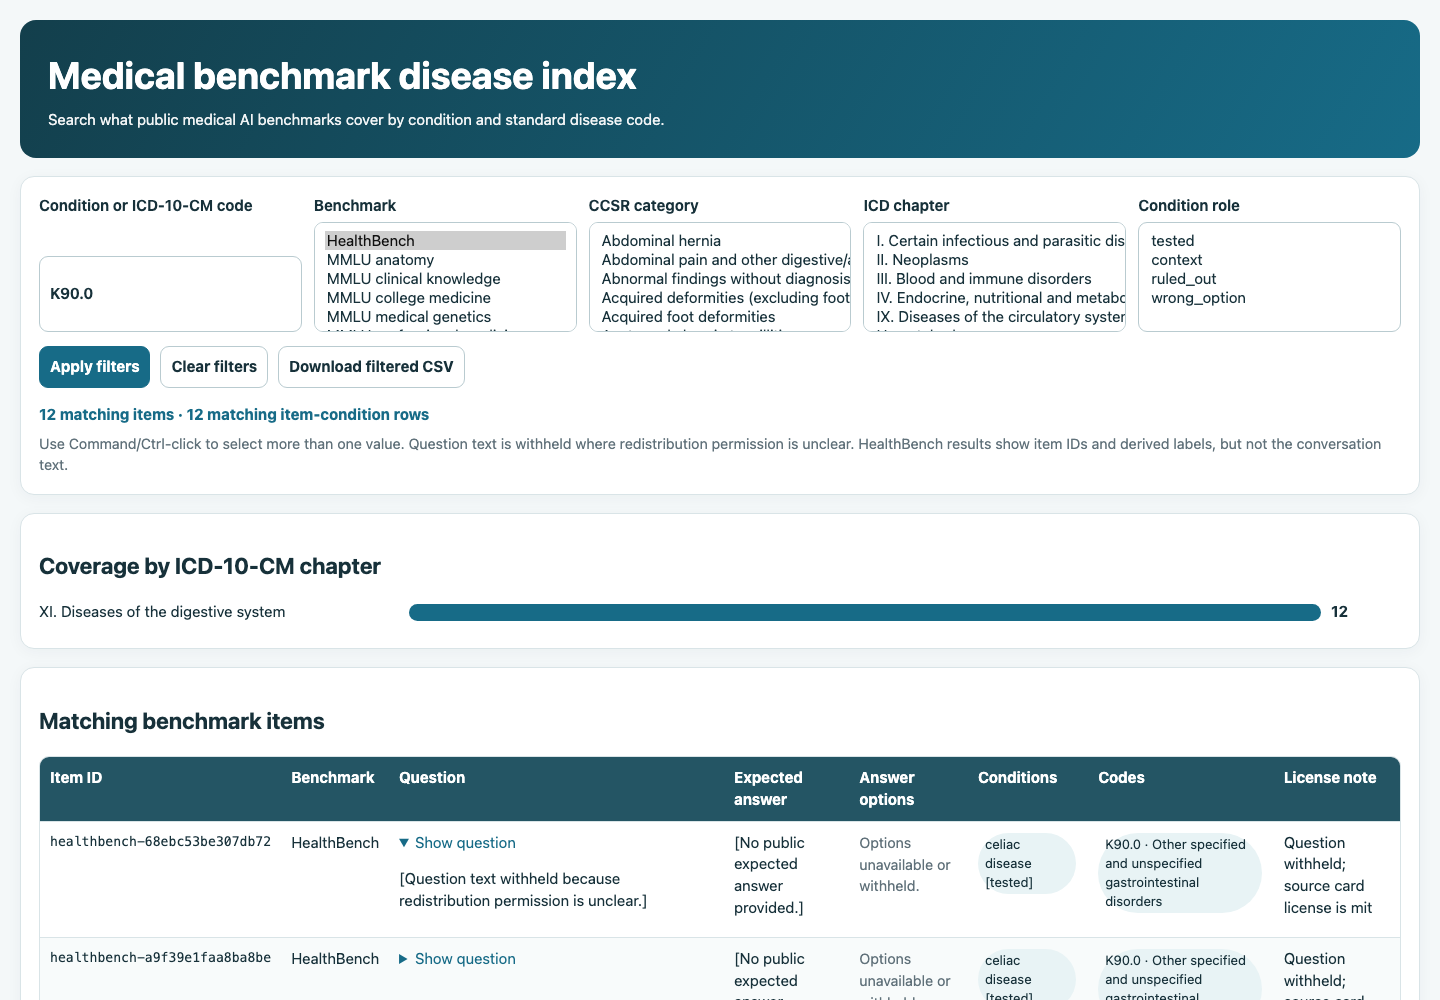 Medical benchmark disease index
Search what public medical AI benchmarks cover by condition and standard disease code.
Condition or ICD-10-CM code
K90.0
Benchmark
HealthBench
MMLU anatomy
MMLU clinical knowledge
MMLU college medicine
MMLU medical genetics
CCSR category
Abdominal hernia
Abdominal pain and other digestive/a
Abnormal findings without diagnosis
Acquired deformities (excluding foot
Acquired foot deformities
ICD chapter
I. Certain infectious and parasitic dis
II. Neoplasms
III. Blood and immune disorders
IV. Endocrine, nutritional and metabo
IX. Diseases of the circulatory system
Condition role
tested
context
ruled_out
wrong_option
Apply filters
Clear filters
Download filtered CSV
12 matching items · 12 matching item-condition rows
Use Command/Ctrl-click to select more than one value. Question text is withheld where redistribution permission is unclear. HealthBench results show item IDs and derived labels, but not the conversation
text.
Coverage by ICD-10-CM chapter
XI. Diseases of the digestive system 12
Matching benchmark items
Item ID
Benchmark
Question
Expected
answer
Answer
options
Conditions
Codes
License note
healthbench-68ebc53be307db72
HealthBench
▼ Show question
[Question text withheld because
redistribution permission is unclear.]
[No public
expected
answer
provided.]
Options
unavailable or
withheld.
celiac
disease
[tested]
K90.0 · Other specified
and unspecified
gastrointestinal
disorders
Question
withheld;
source card
license is mit
healthbench-a9f39e1faa8ba8be
HealthBench
▶ Show question
[No public
expected
Options
unavailable or
celiac
disease
[tested]
K90.0 · Other specified
and unspecified
gastrointestinal
Question
withheld;